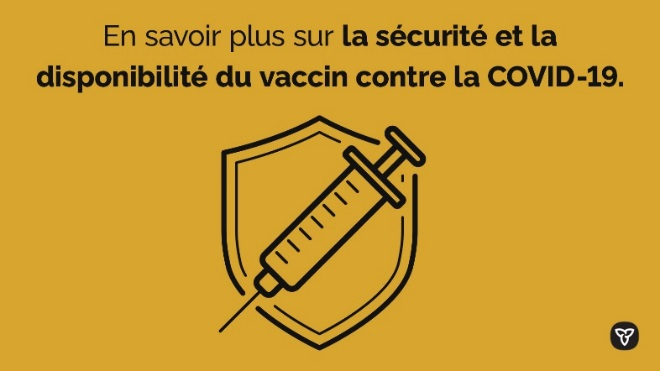 En savoir plus sur la sécurité et la
disponibilité du vaccin contre la COVID-19.